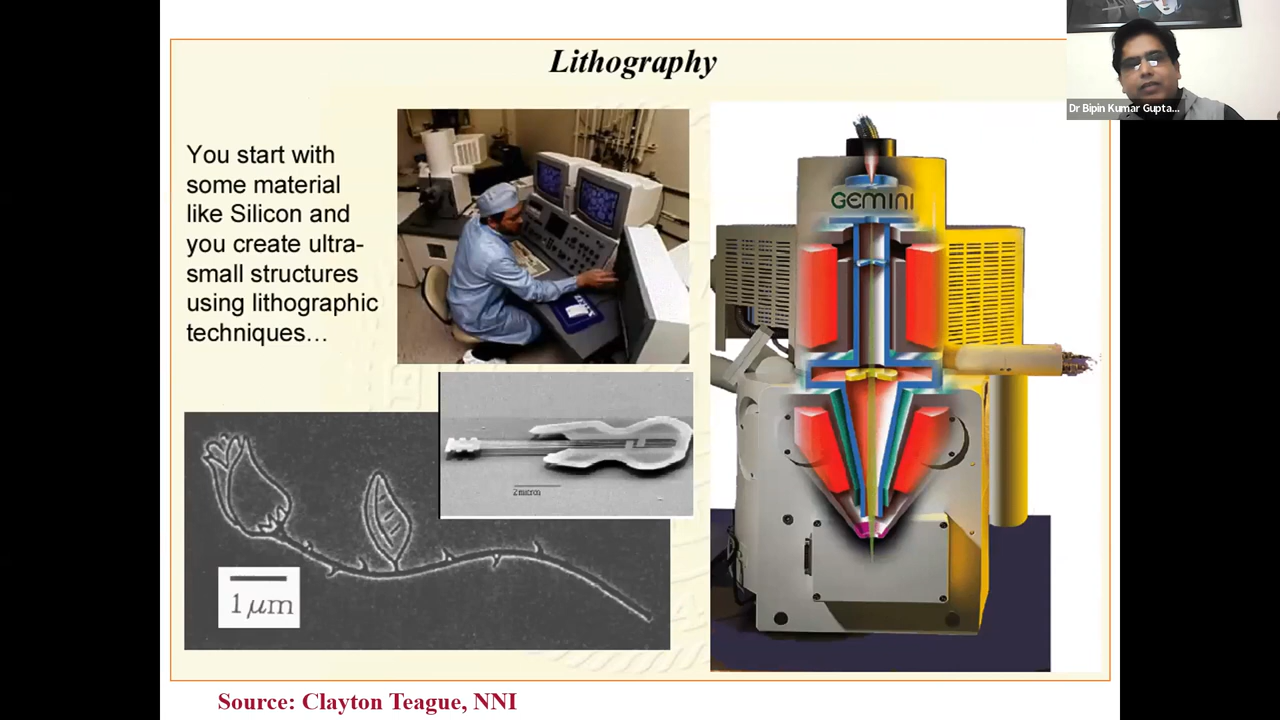 Lithography
Dr Bipin Kumar Gupta...
You start with
some material
like Silicon and
you create ultra-
small structures
using lithographic
techniques…
GEMINI
2 micron
1 μm
Source: Clayton Teague, NNI